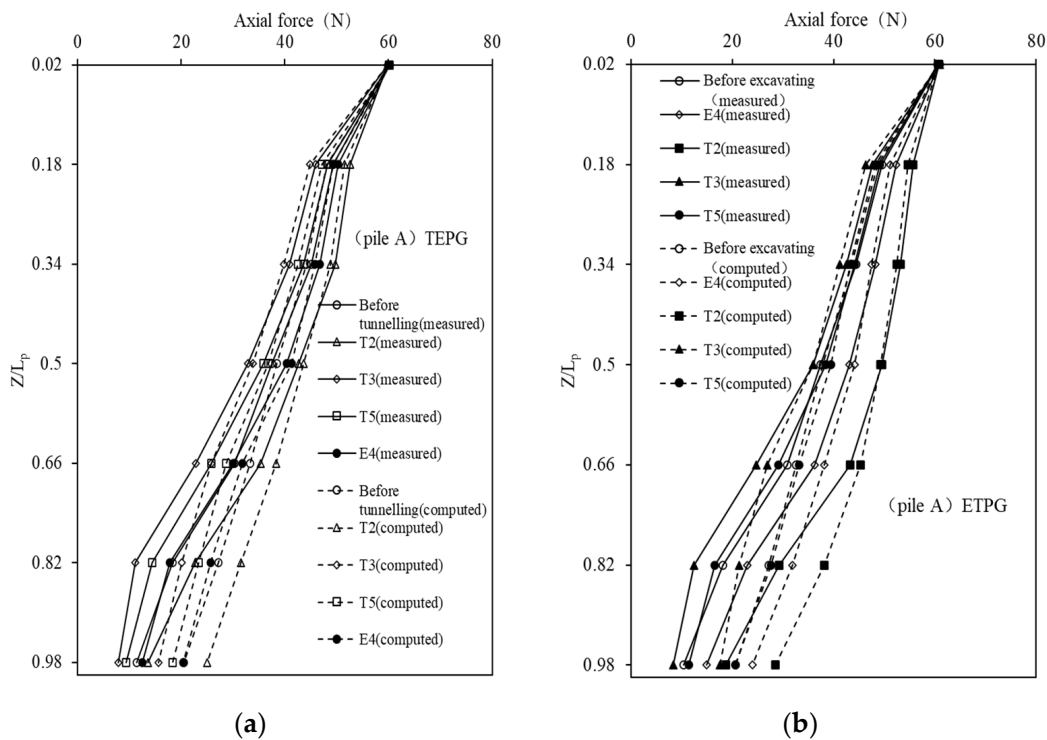 Axial force（N）
0 20 40 60 80
0.02
0.18
0.34
0.5
0.66
0.82
0.98
Z/Lp
（pile A）TEPG
Before
tunnelling(measured)
T2(measured)
T3(measured)
T5(measured)
E4(measured)
Before
tunnelling(computed)
T2(computed)
T3(computed)
T5(computed)
E4(computed)
(a)
Axial force（N）
0 20 40 60 80
0.02
0.18
0.34
0.5
0.66
0.82
0.98
Z/Lp
Before excavating
（measured）
E4(measured)
T2(measured)
T3(measured)
T5(measured)
Before excavating
（computed）
E4(computed)
T2(computed)
T3(computed)
T5(computed)
（pile A）ETPG
(b)